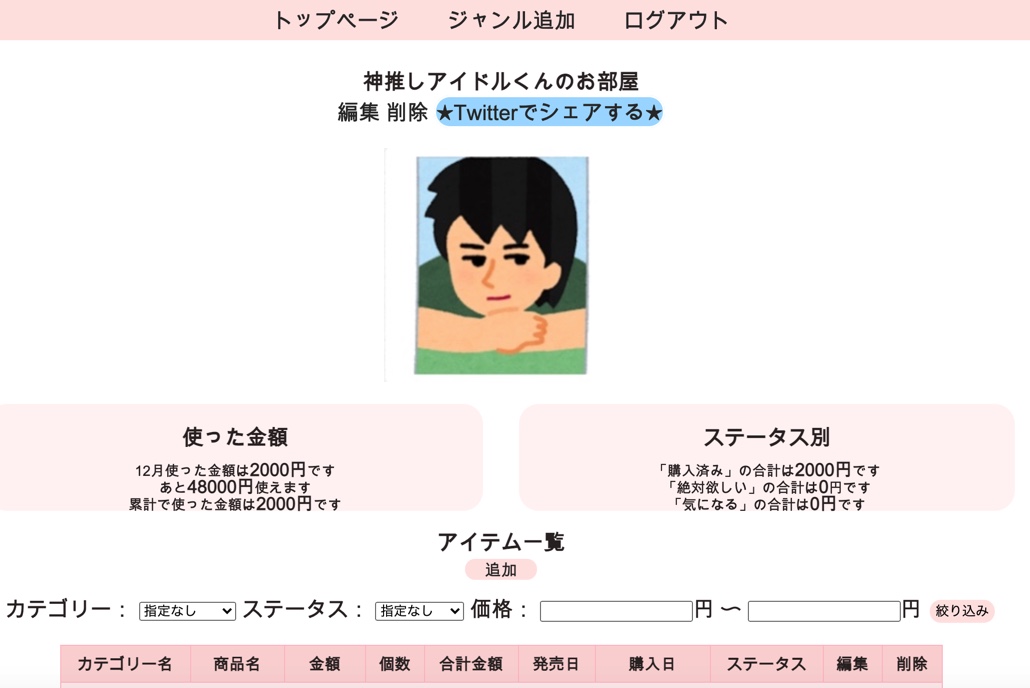 トップページ ジャンル追加 ログアウト
神推しアイドルくんのお部屋
編集 削除 ★Twitterでシェアする★
使った金額
12月使った金額は2000円です
あと48000円使えます
累計で使った金額は2000円です
ステータス別
「購入済み」の合計は2000円です
「絶対欲しい」の合計は0円です
「気になる」の合計は0円です
アイテム一覧
追加
カテゴリー： 指定なし ステータス： 指定なし 価格： 円 〜 円 絞り込み
カテゴリー名 商品名 金額 個数 合計金額 発売日 購入日 ステータス 編集 削除